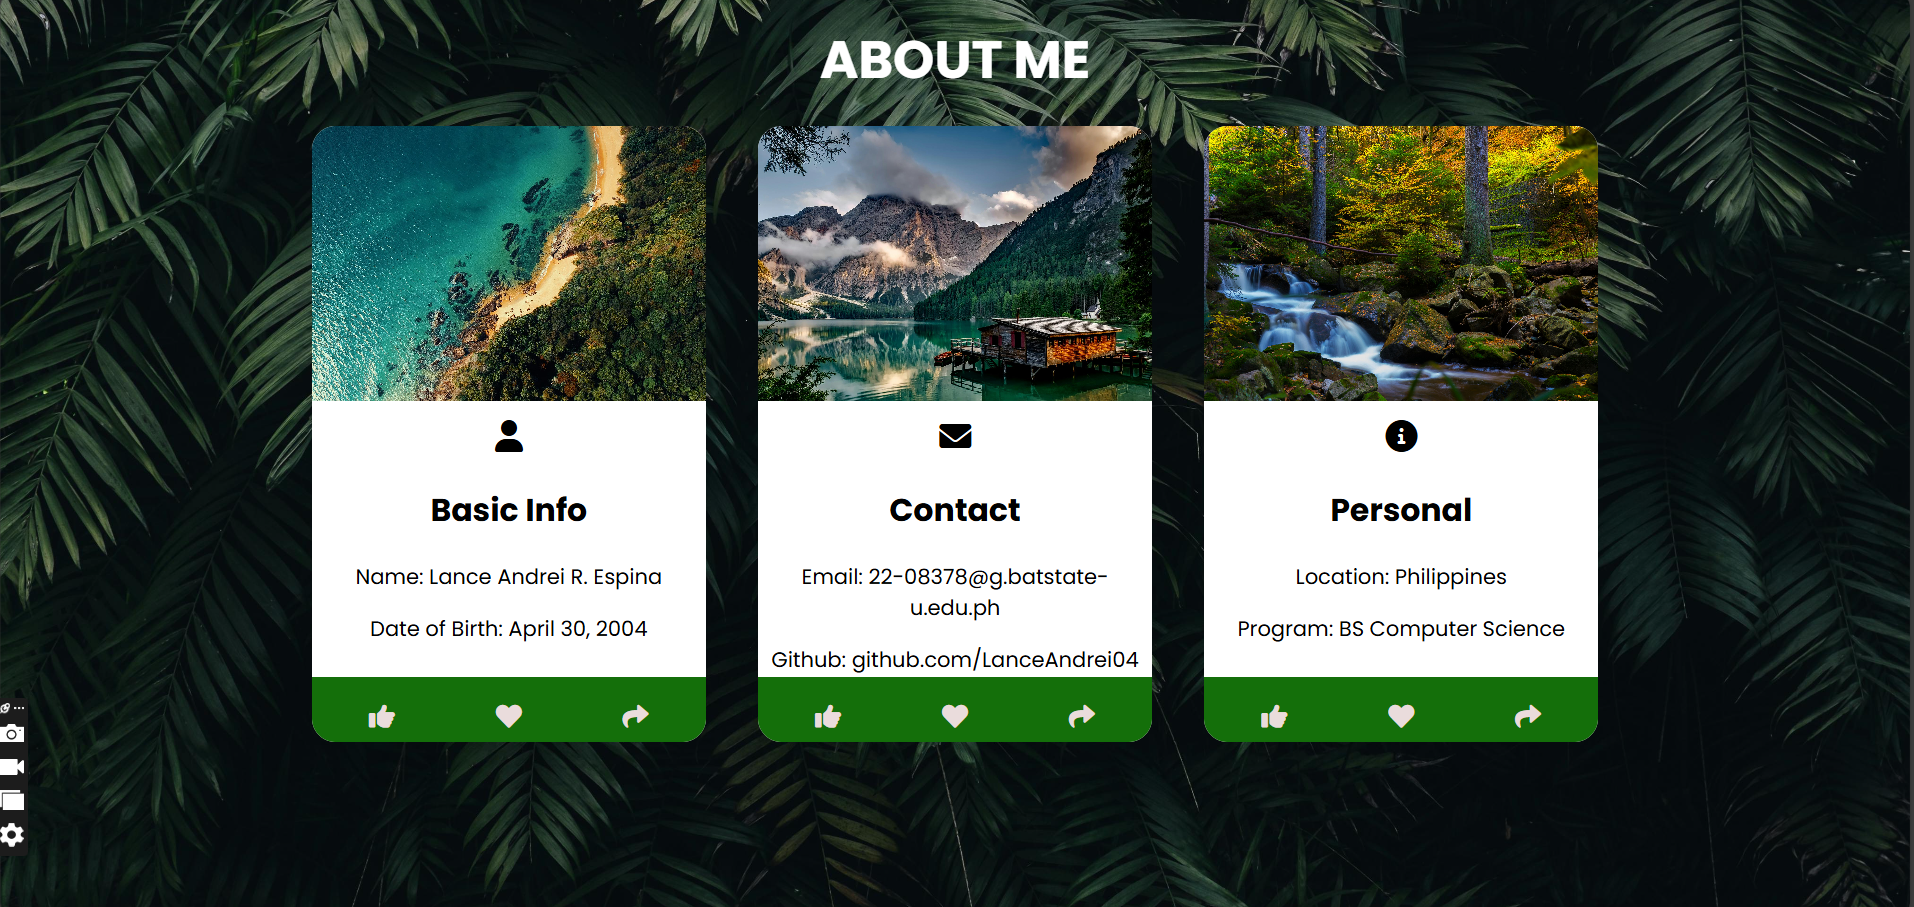 ABOUT ME
Basic Info
Name: Lance Andrei R. Espina
Date of Birth: April 30, 2004
Contact
Email: 22-08378@g.batstate-
u.edu.ph
Github: github.com/LanceAndrei04
Personal
Location: Philippines
Program: BS Computer Science